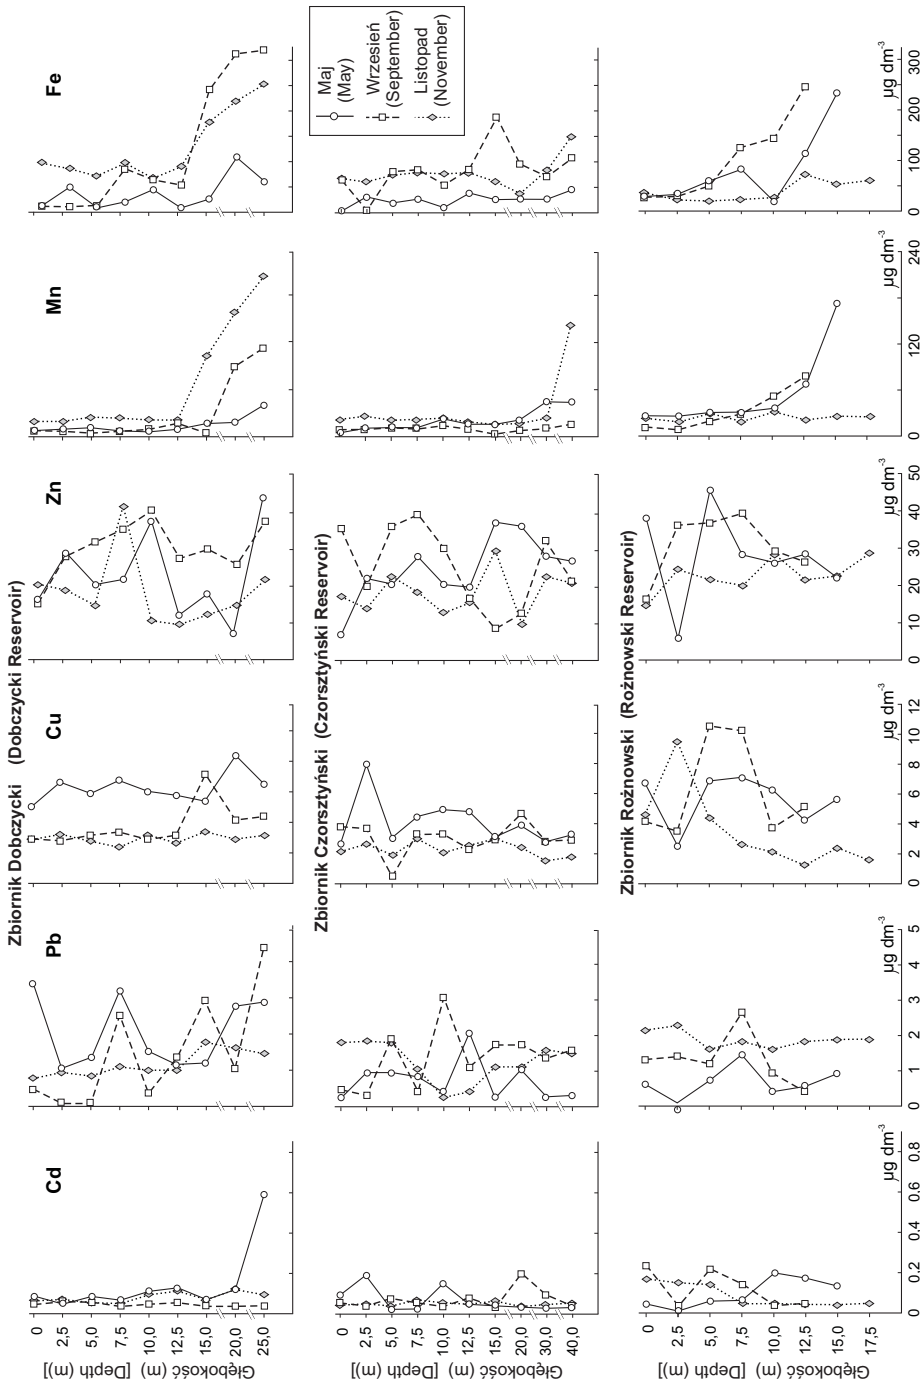 Zbiornik Dobczycki (Dobczycki Reservoir)
Cd
Pb
Cu
Zn
Mn
Fe
Głębokość (m) [Depth (m)]
0
2,5
5,0
7,5
10,0
12,5
15,0
20,0
25,0
Maj
(May)
Wrzesień
(September)
Listopad
(November)
Zbiornik Czorsztyński (Czorsztyński Reservoir)
Głębokość (m) [Depth (m)]
0
2,5
5,0
7,5
10,0
12,5
15,0
20,0
30,0
40,0
Zbiornik Rożnowski (Rożnowski Reservoir)
Głębokość (m) [Depth (m)]
0
2,5
5,0
7,5
10,0
12,5
15,0
17,5
0 0.2 0.4 0.6 0.8
µg dm⁻³
0 1 2 3 4 5
µg dm⁻³
0 2 4 6 8 10 12
µg dm⁻³
0 10 20 30 40 50
µg dm⁻³
0 120 240
µg dm⁻³
0 100 200 300
µg dm⁻³